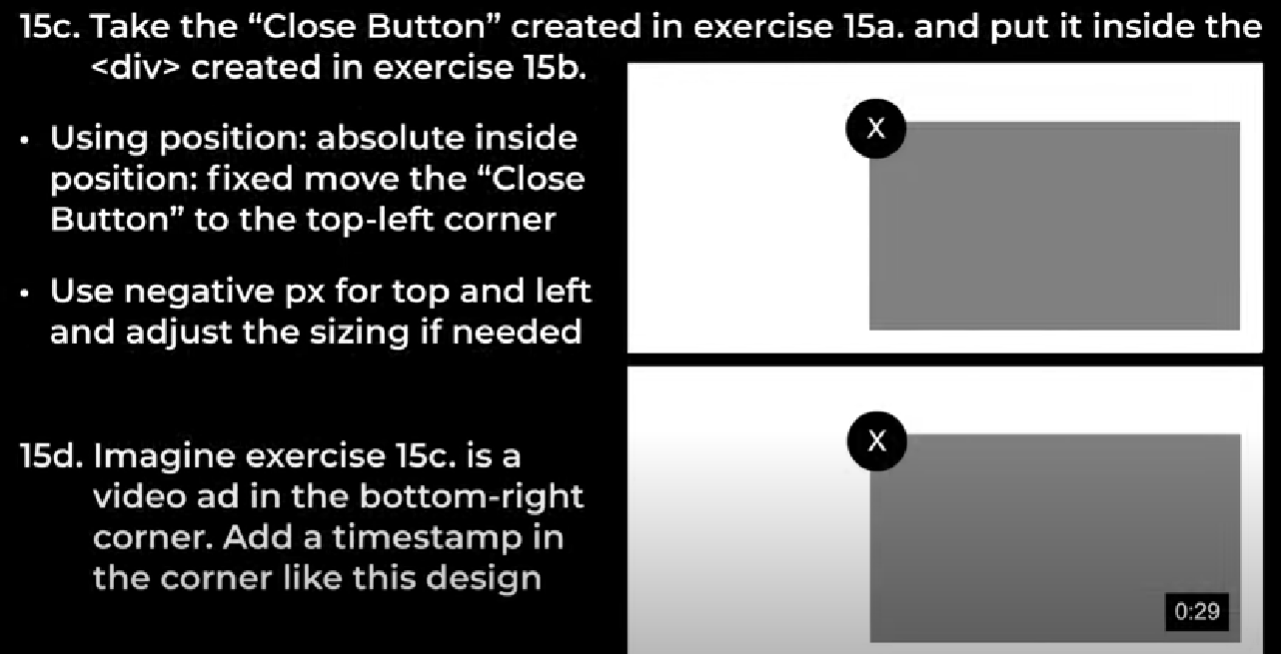 15c. Take the “Close Button” created in exercise 15a. and put it inside the
<div> created in exercise 15b.
• Using position: absolute inside
position: fixed move the “Close
Button” to the top-left corner
• Use negative px for top and left
and adjust the sizing if needed
X
15d. Imagine exercise 15c. is a
video ad in the bottom-right
corner. Add a timestamp in
the corner like this design
X
0:29